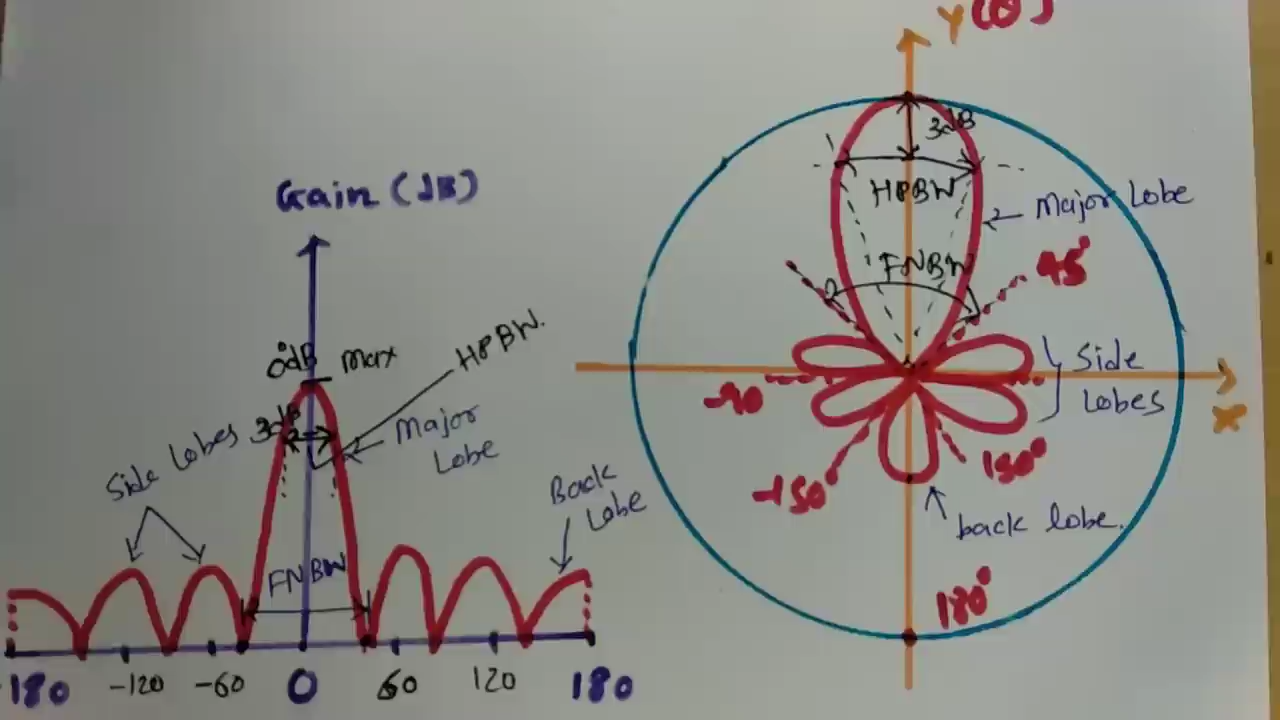 Gain (dB)
0dB max
HPBW.
3dB
Major
Lobe
Side Lobes
Back
Lobe
FNBW
-180 -120 -60 0 60 120 180
Y(θ)
3dB
HPBW
Major Lobe
FNBW
45°
Side
Lobes
-90
X
150°
-150°
back lobe.
180°